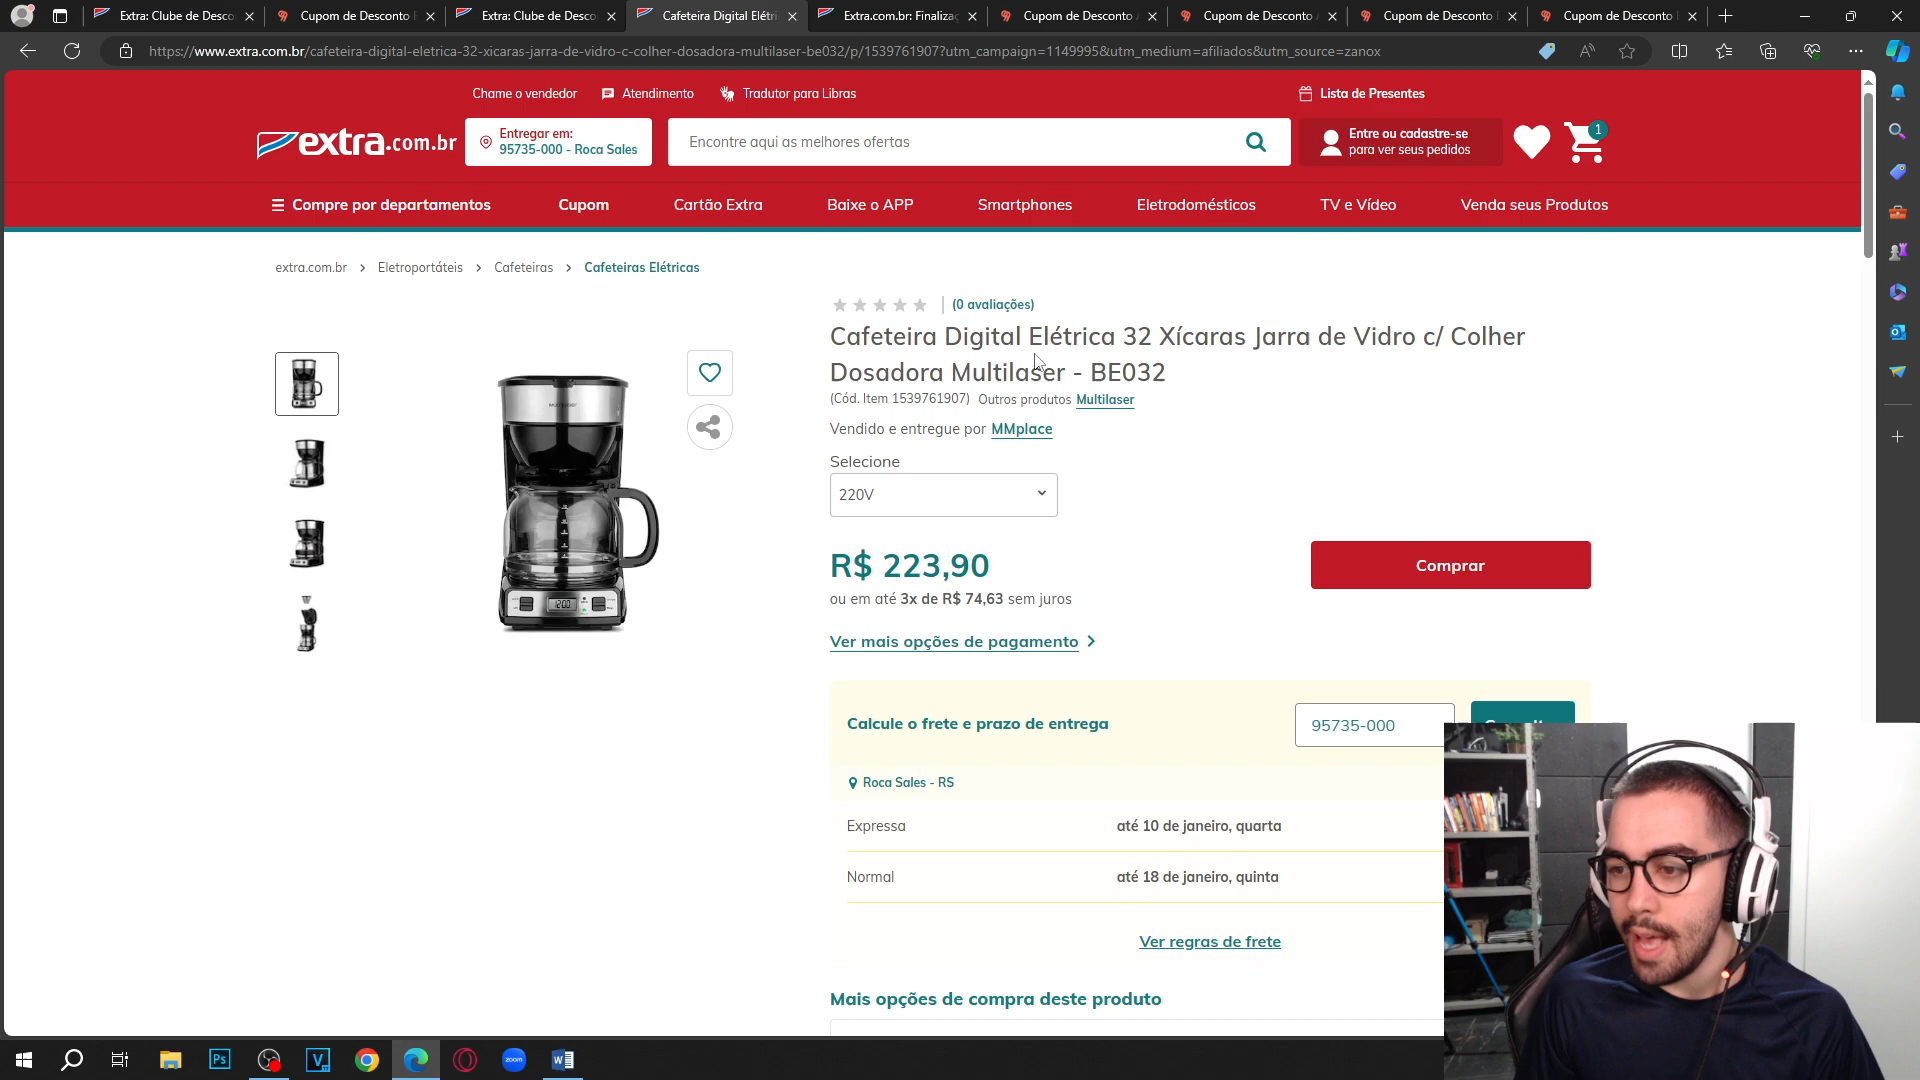 Extra: Clube de Desco
Cupom de Desconto
Extra: Clube de Desco
Cafeteira Digital Elétri
Extra.com.br: Finaliza
Cupom de Desconto
Cupom de Desconto
Cupom de Desconto
Cupom de Desconto
https://www.extra.com.br/cafeteira-digital-eletrica-32-xicaras-jarra-de-vidro-c-colher-dosadora-multilaser-be032/p/1539761907?utm_campaign=1149995&utm_medium=afiliados&utm_source=zanox
Chame o vendedor
Atendimento
Tradutor para Libras
Lista de Presentes
extra.com.br
Entregar em:
95735-000 - Roca Sales
Encontre aqui as melhores ofertas
Entre ou cadastre-se
para ver seus pedidos
1
Compre por departamentos
Cupom
Cartão Extra
Baixe o APP
Smartphones
Eletrodomésticos
TV e Vídeo
Venda seus Produtos
extra.com.br > Eletroportáteis > Cafeteiras > Cafeteiras Elétricas
(0 avaliações)
Cafeteira Digital Elétrica 32 Xícaras Jarra de Vidro c/ Colher
Dosadora Multilaser - BE032
(Cód. Item 1539761907) Outros produtos Multilaser
Vendido e entregue por MMplace
Selecione
220V
R$ 223,90
Comprar
ou em até 3x de R$ 74,63 sem juros
Ver mais opções de pagamento >
Calcule o frete e prazo de entrega
95735-000
Roca Sales - RS
Expressa
até 10 de janeiro, quarta
Normal
até 18 de janeiro, quinta
Ver regras de frete
Mais opções de compra deste produto
Ps
V
zoom
W